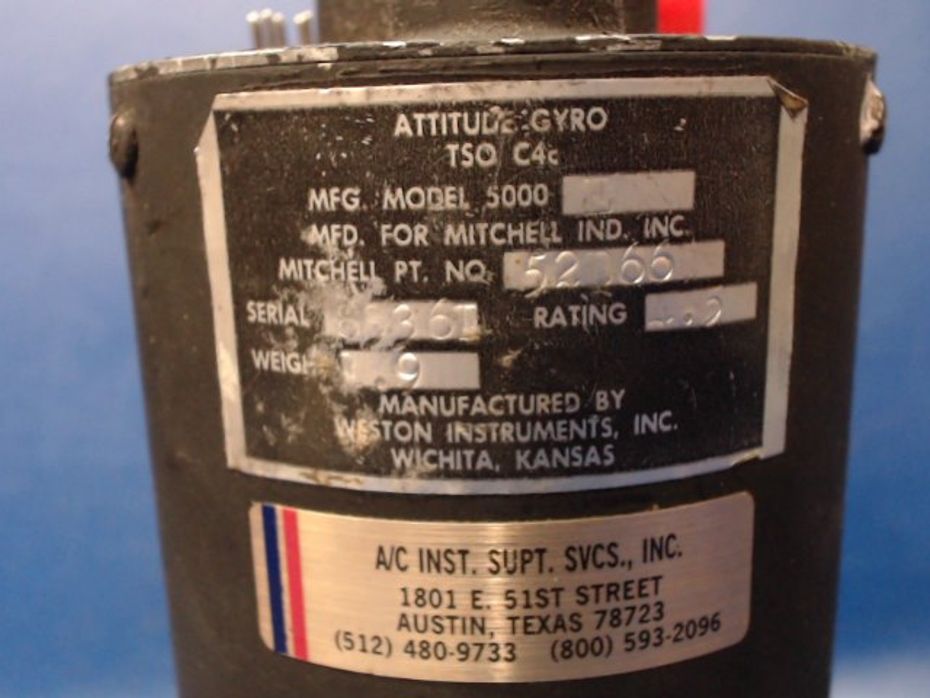 ATTITUDE GYRO
TSO C4c
MFG. MODEL 5000
MFD. FOR MITCHELL IND. INC.
MITCHELL PT. NO.
SERIAL RATING
WEIGHT
MANUFACTURED BY
WESTON INSTRUMENTS, INC.
WICHITA, KANSAS
A/C INST. SUPT. SVCS., INC.
1801 E. 51ST STREET
AUSTIN, TEXAS 78723
(512) 480-9733 (800) 593-2096